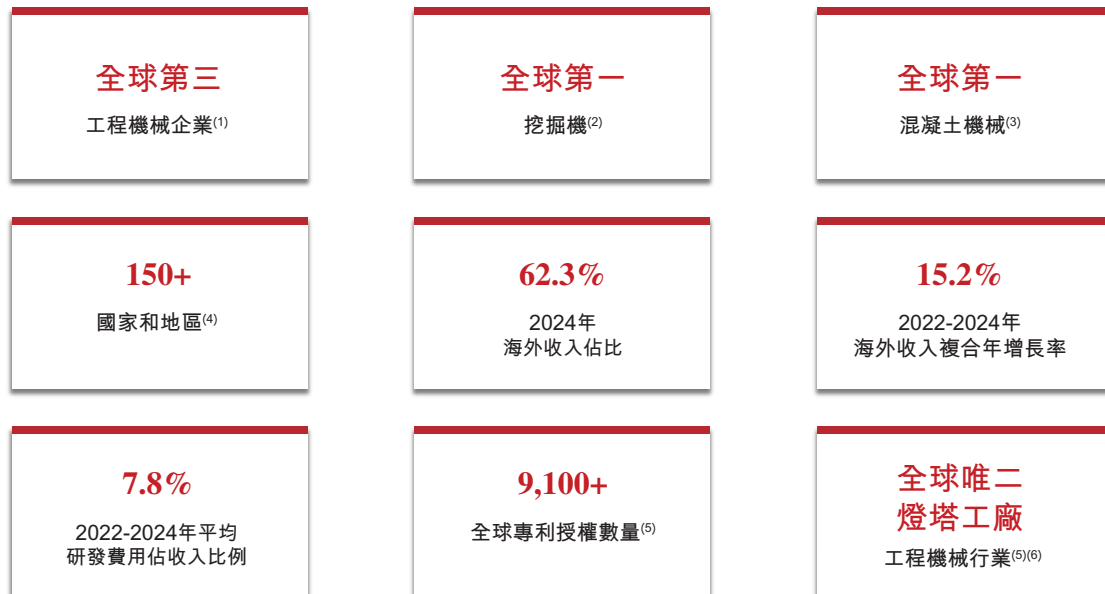 全球第三
工程機械企業(1)
全球第一
挖掘機(2)
全球第一
混凝土機械(3)
150+
國家和地區(4)
62.3%
2024年
海外收入佔比
15.2%
2022-2024年
海外收入複合年增長率
7.8%
2022-2024年平均
研發費用佔收入比例
9,100+
全球專利授權數量(5)
全球唯二
燈塔工廠
工程機械行業(5)(6)